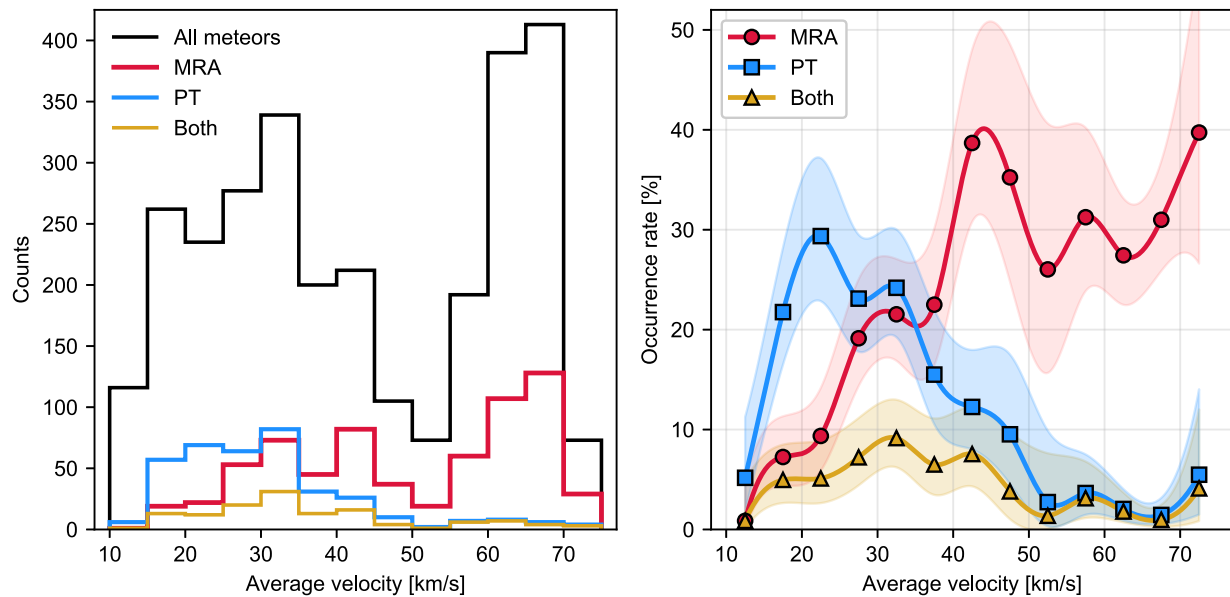 400
350
300
250
200
150
100
50
0
Counts
All meteors
MRA
PT
Both
10 20 30 40 50 60 70
Average velocity [km/s]
50
40
30
20
10
0
Occurrence rate [%]
MRA
PT
Both
10 20 30 40 50 60 70
Average velocity [km/s]